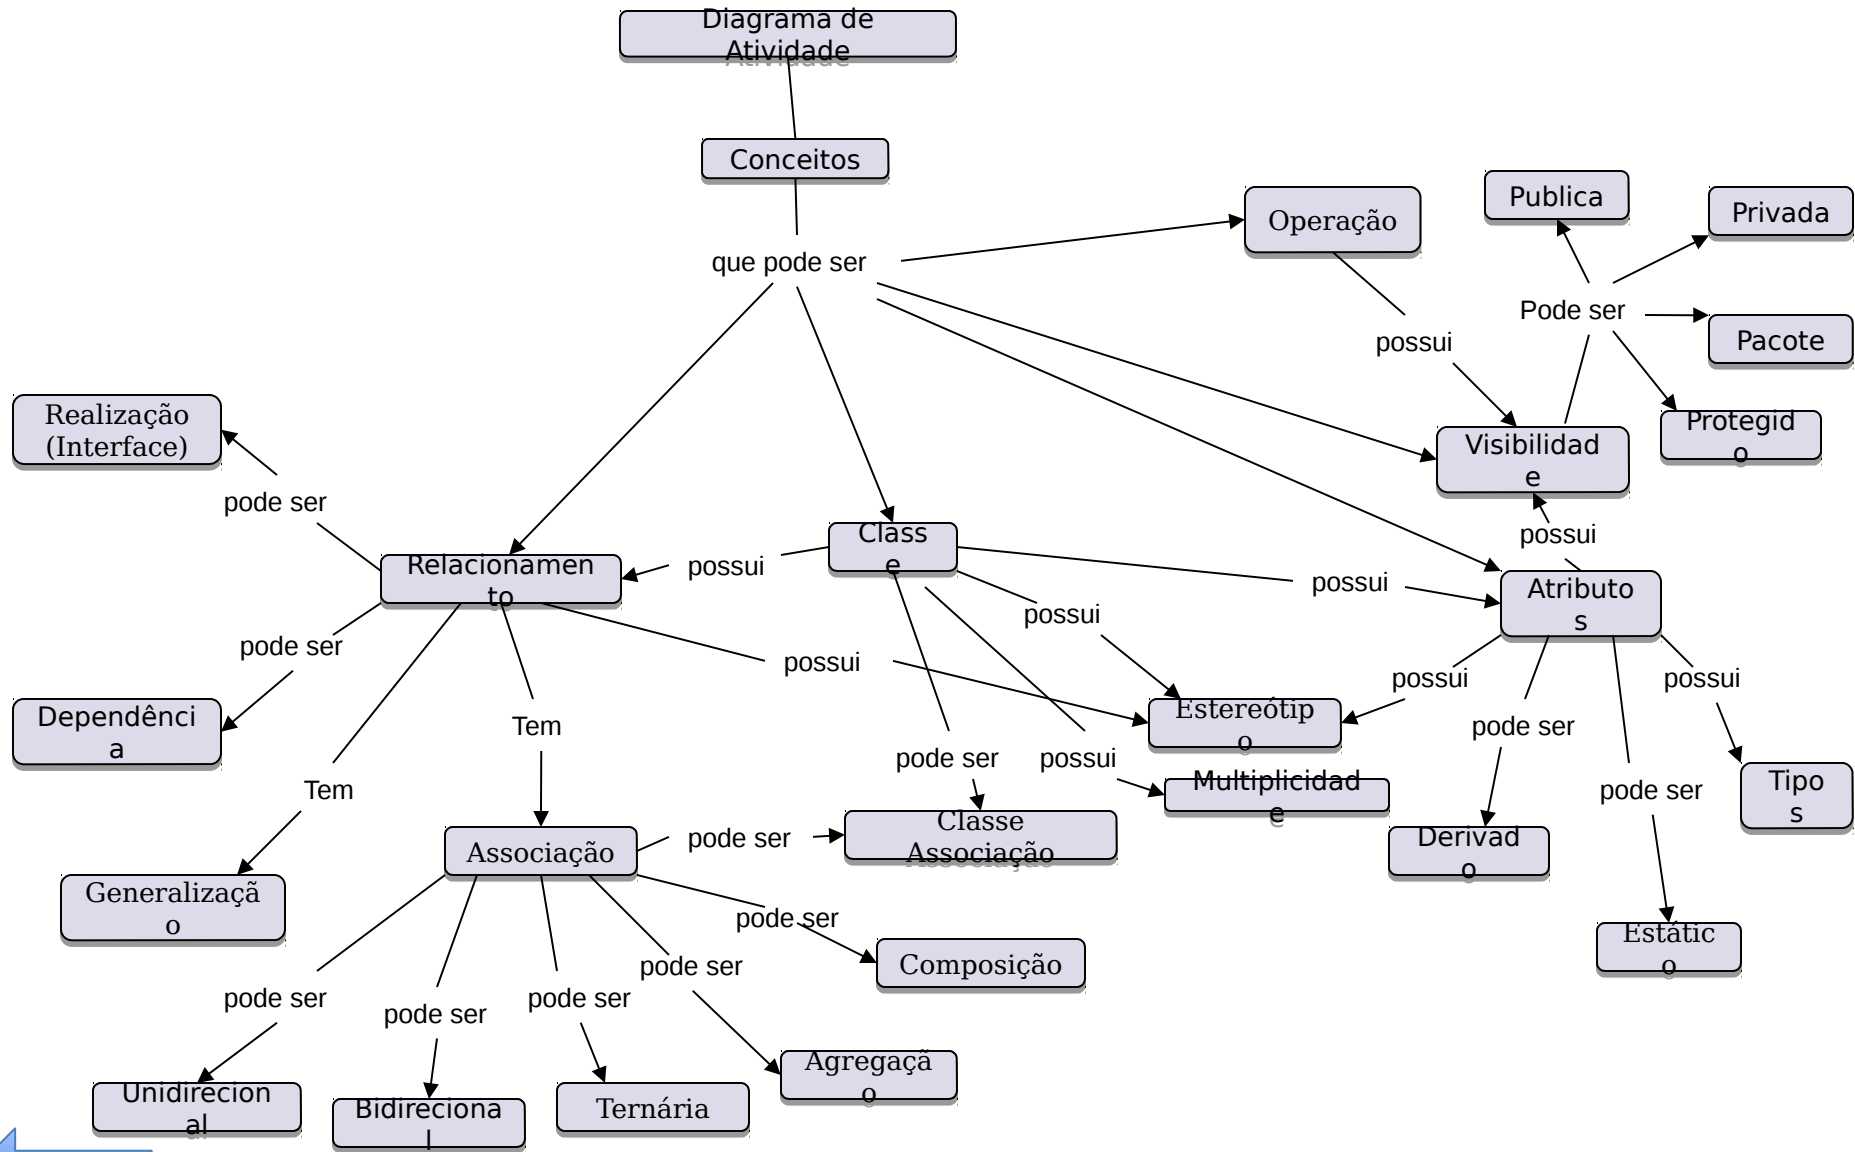 Diagrama de
Atividade
Conceitos
que pode ser
Operação
Publica
Privada
Pode ser
Pacote
possui
Protegid
o
Visibilidad
e
possui
Realização
(Interface)
pode ser
Relacionamen
to
possui
Class
e
possui
possui
Atributo
s
pode ser
possui
possui
possui
Dependênci
a
Tem
Estereótip
o
pode ser
Tem
pode ser
possui
Multiplicidad
e
pode ser
Tipo
s
Associação
pode ser
Classe
Associação
Derivad
o
Generalizaçã
o
pode ser
Composição
Estátic
o
pode ser
pode ser
pode ser
pode ser
Agregaçã
o
Unidirecion
al
Bidireciona
l
Ternária